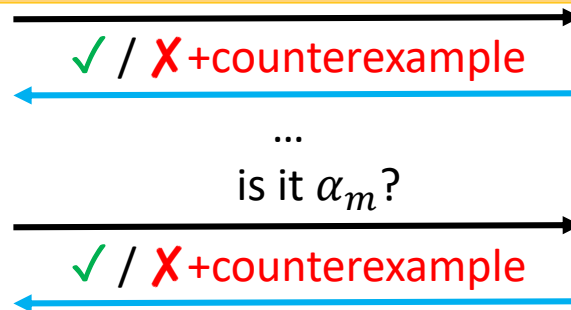 ✓ / ✗+counterexample
...
is it αₘ?
✓ / ✗+counterexample